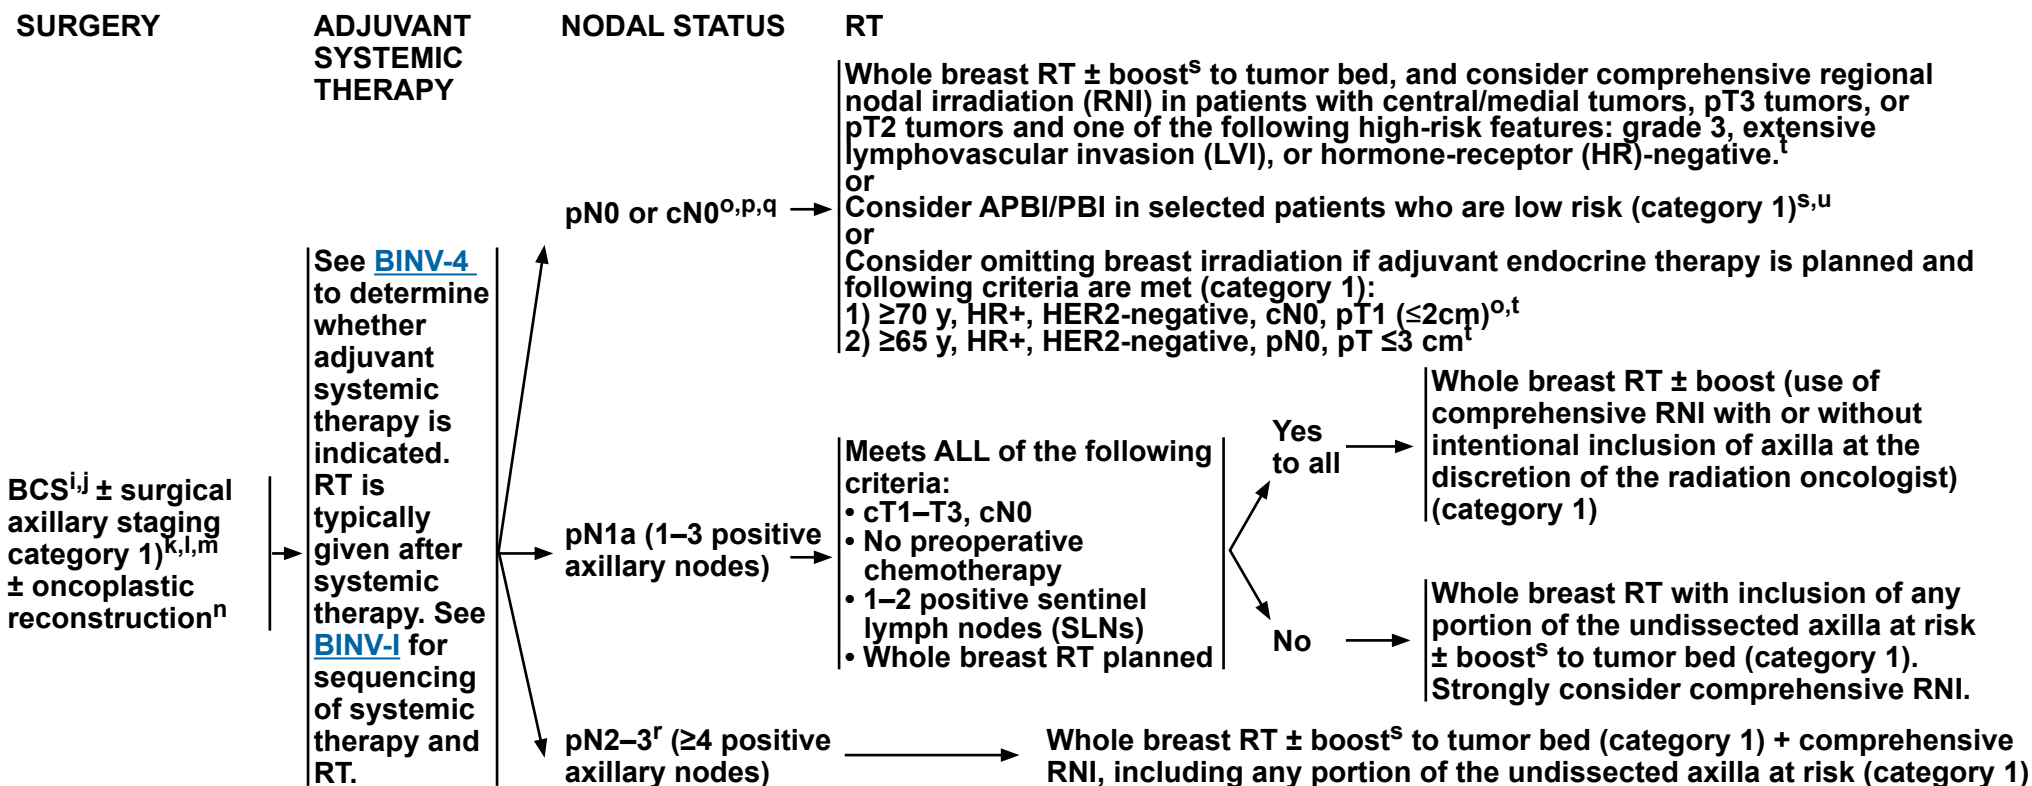 SURGERY
ADJUVANT
SYSTEMIC
THERAPY
NODAL STATUS
RT
BCSi,j ± surgical
axillary staging
category 1)k,l,m
± oncoplastic
reconstructionn
See BINV-4
to determine
whether
adjuvant
systemic
therapy is
indicated.
RT is
typically
given after
systemic
therapy. See
BINV-I for
sequencing
of systemic
therapy and
RT.
pN0 or cN0o,p,q
Whole breast RT ± boosts to tumor bed, and consider comprehensive regional
nodal irradiation (RNI) in patients with central/medial tumors, pT3 tumors, or
pT2 tumors and one of the following high-risk features: grade 3, extensive
lymphovascular invasion (LVI), or hormone-receptor (HR)-negative.t
or
Consider APBI/PBI in selected patients who are low risk (category 1)s,u
or
Consider omitting breast irradiation if adjuvant endocrine therapy is planned and
following criteria are met (category 1):
1) ≥70 y, HR+, HER2-negative, cN0, pT1 (≤2cm)o,t
2) ≥65 y, HR+, HER2-negative, pN0, pT ≤3 cmt
pN1a (1–3 positive
axillary nodes)
Meets ALL of the following
criteria:
• cT1–T3, cN0
• No preoperative
chemotherapy
• 1–2 positive sentinel
lymph nodes (SLNs)
• Whole breast RT planned
Yes
to all
Whole breast RT ± boost (use of
comprehensive RNI with or without
intentional inclusion of axilla at the
discretion of the radiation oncologist)
(category 1)
No
Whole breast RT with inclusion of any
portion of the undissected axilla at risk
± boosts to tumor bed (category 1).
Strongly consider comprehensive RNI.
pN2–3r (≥4 positive
axillary nodes)
Whole breast RT ± boosts to tumor bed (category 1) + comprehensive
RNI, including any portion of the undissected axilla at risk (category 1)